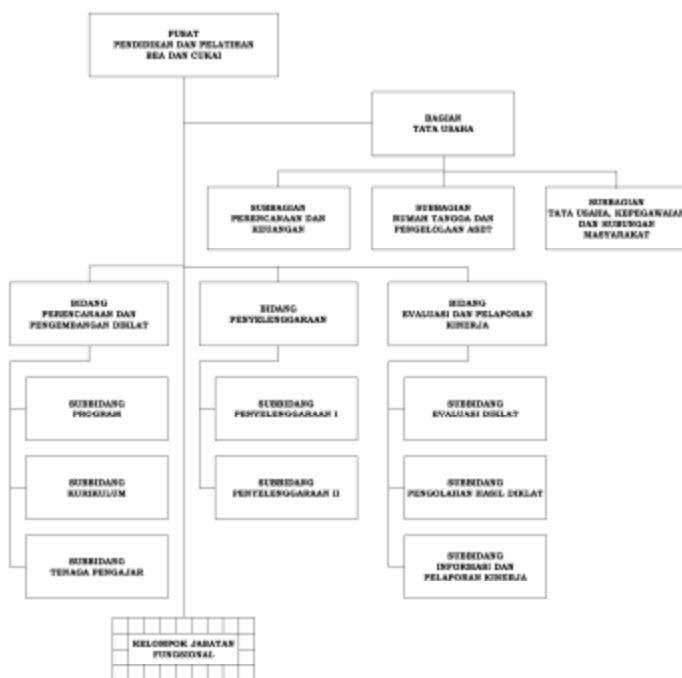 PUSAT
PENDIDIKAN DAN PELATIHAN
BEA DAN CUKAI
BAGIAN
TATA USAHA
SUBBAGIAN
PERENCANAAN DAN
KEUANGAN
SUBBAGIAN
RUMAH TANGGA DAN
PENGELOLAAN ASET
SUBBAGIAN
TATA USAHA, KEPEGAWAIAN
DAN HUBUNGAN
MASYARAKAT
BIDANG
PERENCANAAN DAN
PENGEMBANGAN DIKLAT
BIDANG
PENYELENGGARAAN
BIDANG
EVALUASI DAN PELAPORAN
KINERJA
SUBBIDANG
PROGRAM
SUBBIDANG
PENYELENGGARAAN I
SUBBIDANG
EVALUASI DIKLAT
SUBBIDANG
KURIKULUM
SUBBIDANG
PENYELENGGARAAN II
SUBBIDANG
PENGOLAHAN HASIL DIKLAT
SUBBIDANG
TENAGA PENGAJAR
SUBBIDANG
INFORMASI DAN
PELAPORAN KINERJA
KELOMPOK JABATAN
FUNGSIONAL